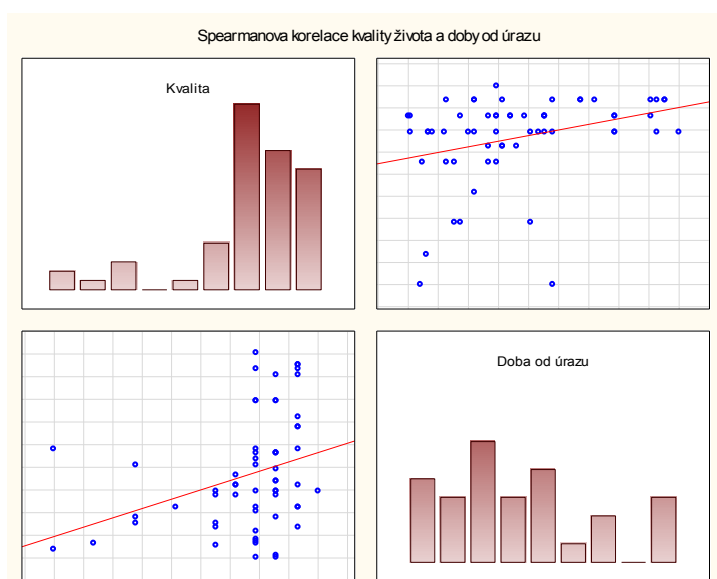 Spearmanova korelace kvality života a doby od úrazu
Kvalita
Doba od úrazu